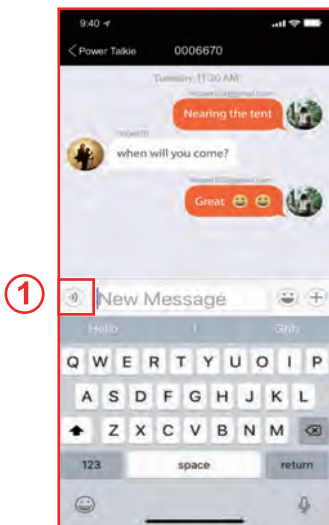 9:40
Power Talkie 0006670
Tuesday, 11:30 AM
Nearing the tent
when will you come?
Great 😄 😄
1
New Message
Hello I
Q W E R T Y U O I P
A S D F G H J K L
Z X C V B N M
123 space return